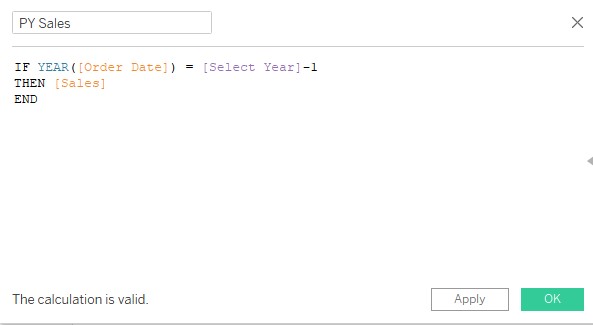 PY Sales
IF YEAR([Order Date]) = [Select Year]-1
THEN [Sales]
END
The calculation is valid.
Apply
OK